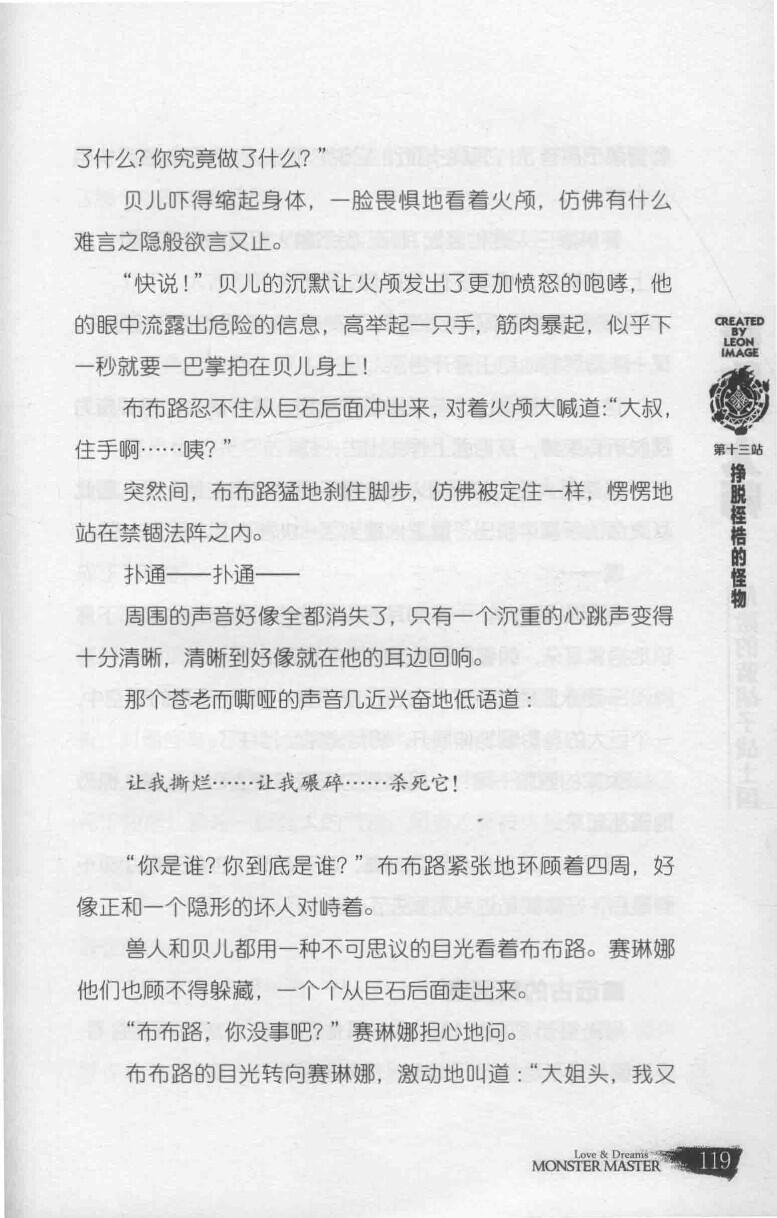 了什么?你究竟做了什么?”
贝儿吓得缩起身体，一脸畏惧地看着火颅，仿佛有什么
难言之隐般欲言又止。
“快说！”贝儿的沉默让火颅发出了更加愤怒的咆哮，他
的眼中流露出危险的信息，高举起一只手，筋肉暴起，似乎下
一秒就要一巴掌拍在贝儿身上！
布布路忍不住从巨石后面冲出来，对着火颅大喊道：“大叔，
住手啊……咦？”
突然间，布布路猛地刹住脚步，仿佛被定住一样，愣愣地
站在禁锢法阵之内。
扑通——扑通——
周围的声音好像全都消失了，只有一个沉重的心跳声变得
十分清晰，清晰到好像就在他的耳边回响。
那个苍老而嘶哑的声音几近兴奋地低语道：
让我撕烂……让我碾碎……杀死它！
“你是谁？你到底是谁？”布布路紧张地环顾着四周，好
像正和一个隐形的坏人对峙着。
兽人和贝儿都用一种不可思议的目光看着布布路。赛琳娜
他们也顾不得躲藏，一个个从巨石后面走出来。
“布布路，你没事吧？”赛琳娜担心地问。
布布路的目光转向赛琳娜，激动地叫道：“大姐头，我又
CREATED
BY
LEON
IMAGE
第十三站
挣脱桎梏的怪物
Love & Dreams
MONSTER MASTER
119